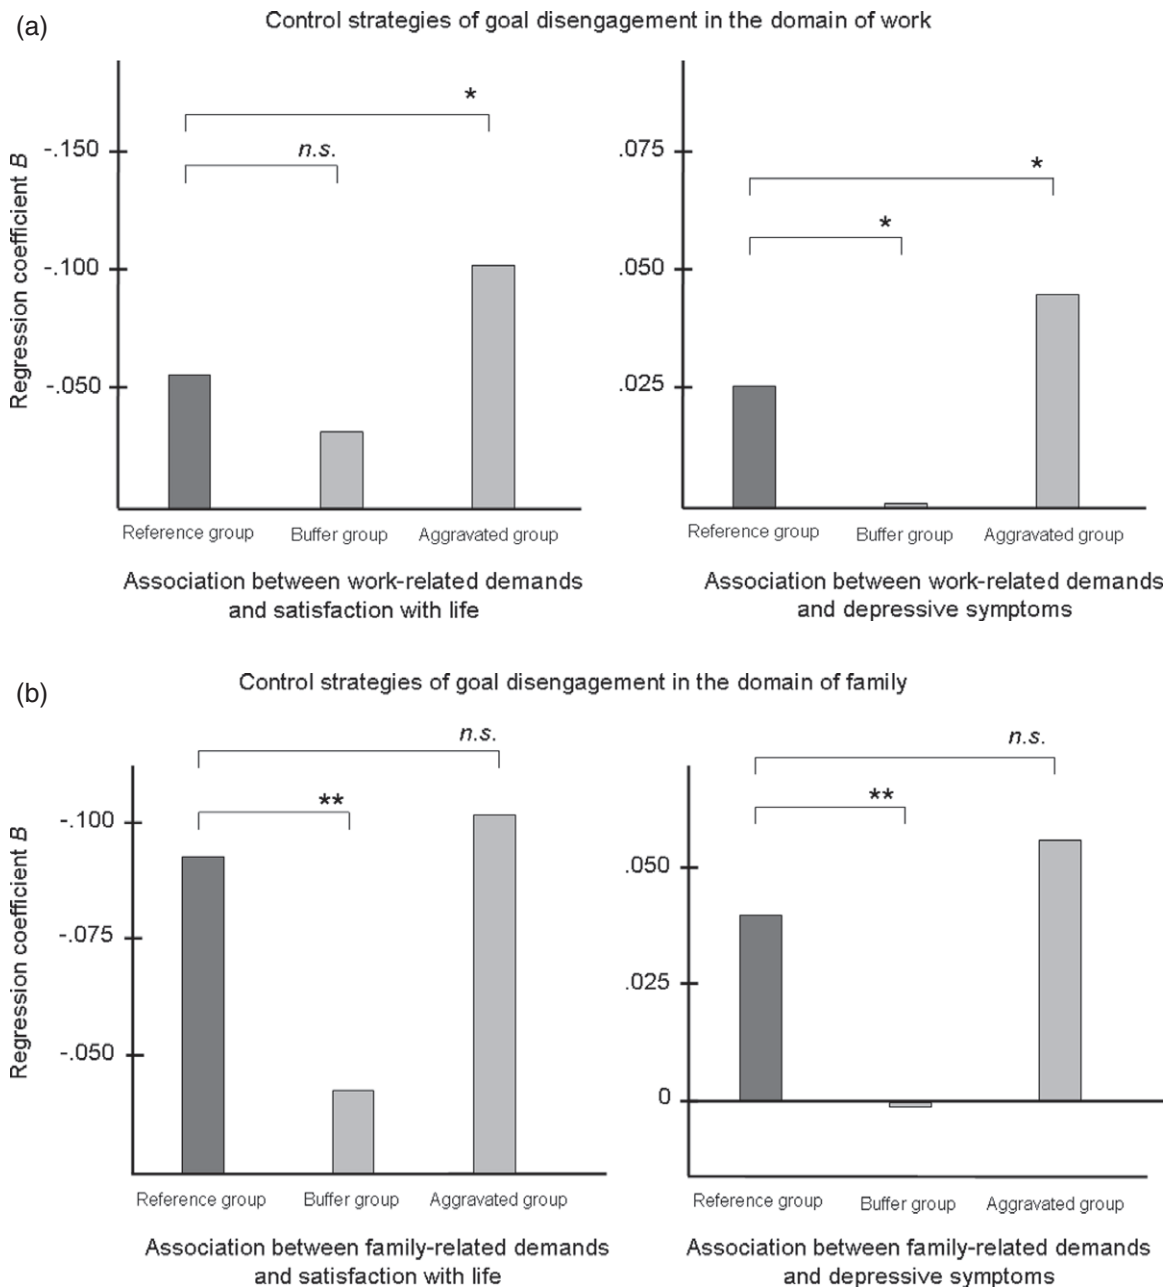 (a)
Control strategies of goal disengagement in the domain of work
Regression coefficient B
-.150
-.100
-.050
*
n.s.
Reference group
Buffer group
Aggravated group
Association between work-related demands
and satisfaction with life
.075
.050
.025
*
*
Reference group
Buffer group
Aggravated group
Association between work-related demands
and depressive symptoms
(b)
Control strategies of goal disengagement in the domain of family
Regression coefficient B
-.100
-.075
-.050
n.s.
**
Reference group
Buffer group
Aggravated group
Association between family-related demands
and satisfaction with life
.050
.025
0
n.s.
**
Reference group
Buffer group
Aggravated group
Association between family-related demands
and depressive symptoms